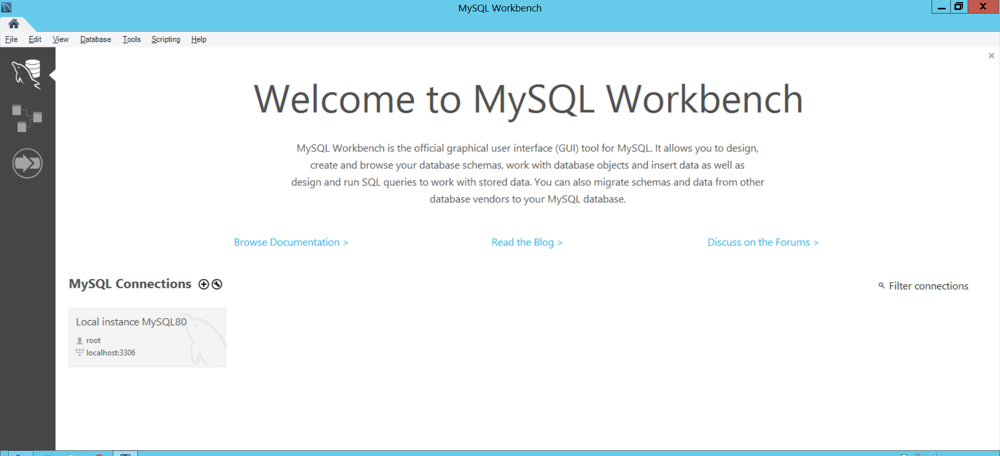 MySQL Workbench
File Edit View Database Tools Scripting Help
Welcome to MySQL Workbench
MySQL Workbench is the official graphical user interface (GUI) tool for MySQL. It allows you to design,
create and browse your database schemas, work with database objects and insert data as well as
design and run SQL queries to work with stored data. You can also migrate schemas and data from other
database vendors to your MySQL database.
Browse Documentation > Read the Blog > Discuss on the Forums >
MySQL Connections
Filter connections
Local instance MySQL80
root
localhost:3306